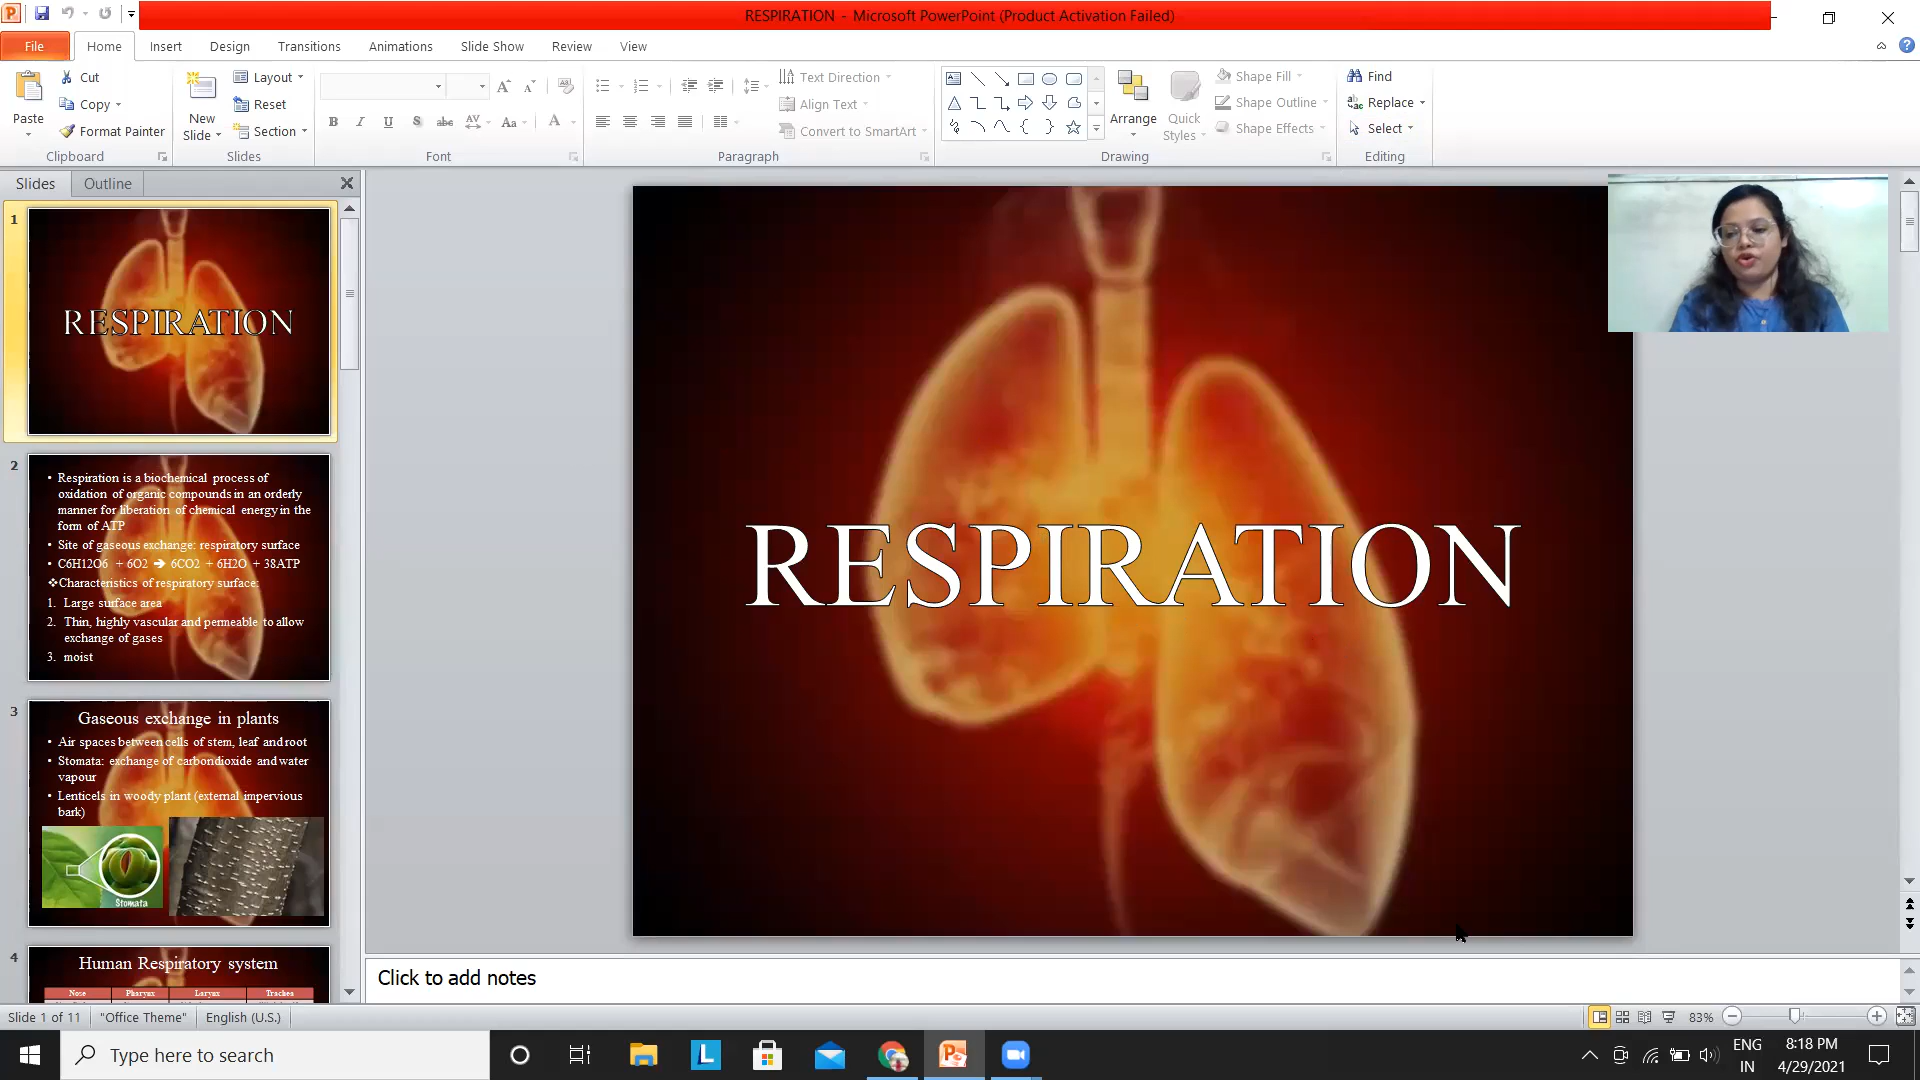 RESPIRATION - Microsoft PowerPoint (Product Activation Failed)
File Home Insert Design Transitions Animations Slide Show Review View
Paste
Cut
Copy
Format Painter
Clipboard
New Slide
Layout
Reset
Section
Slides
Font
Text Direction
Align Text
Convert to SmartArt
Paragraph
Arrange
Quick Styles
Shape Fill
Shape Outline
Shape Effects
Drawing
Find
Replace
Select
Editing
Slides Outline
1
RESPIRATION
2
• Respiration is a biochemical process of
oxidation of organic compounds in an orderly
manner for liberation of chemical energy in the
form of ATP
• Site of gaseous exchange: respiratory surface
• C6H12O6 + 6O2 ➔ 6CO2 + 6H2O + 38ATP
❖Characteristics of respiratory surface:
1. Large surface area
2. Thin, highly vascular and permeable to allow
exchange of gases
3. moist
3
Gaseous exchange in plants
• Air spaces between cells of stem, leaf and root
• Stomata: exchange of carbondioxide and water
vapour
• Lenticels in woody plant (external impervious
bark)
Stomata
4
Human Respiratory system
Nose Pharynx Larynx Trachea
RESPIRATION
Click to add notes
Slide 1 of 11 "Office Theme" English (U.S.) 83%
Type here to search
ENG
IN
8:18 PM
4/29/2021